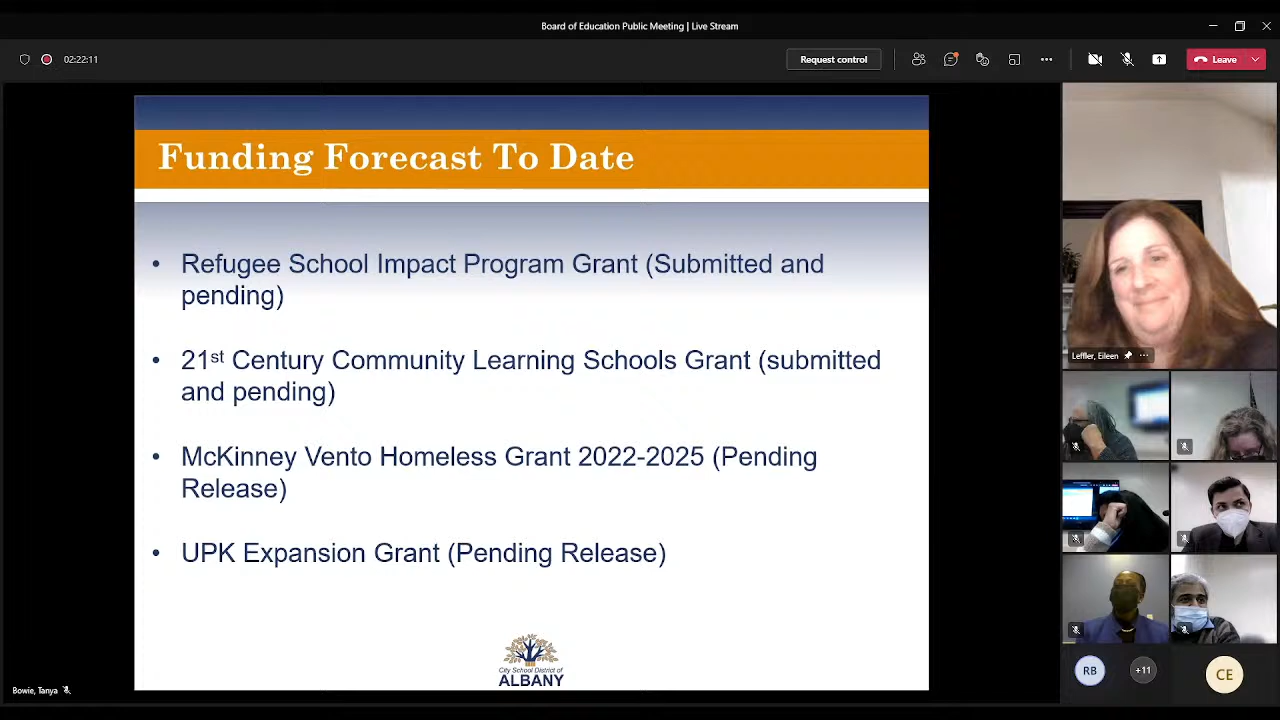 Board of Education Public Meeting | Live Stream
02:22:11
Request control
Leave
Funding Forecast To Date
• Refugee School Impact Program Grant (Submitted and
pending)
• 21st Century Community Learning Schools Grant (submitted
and pending)
• McKinney Vento Homeless Grant 2022-2025 (Pending
Release)
• UPK Expansion Grant (Pending Release)
City School District of
ALBANY
Leffler, Eileen
RB
+11
CE
Bowie, Tanya